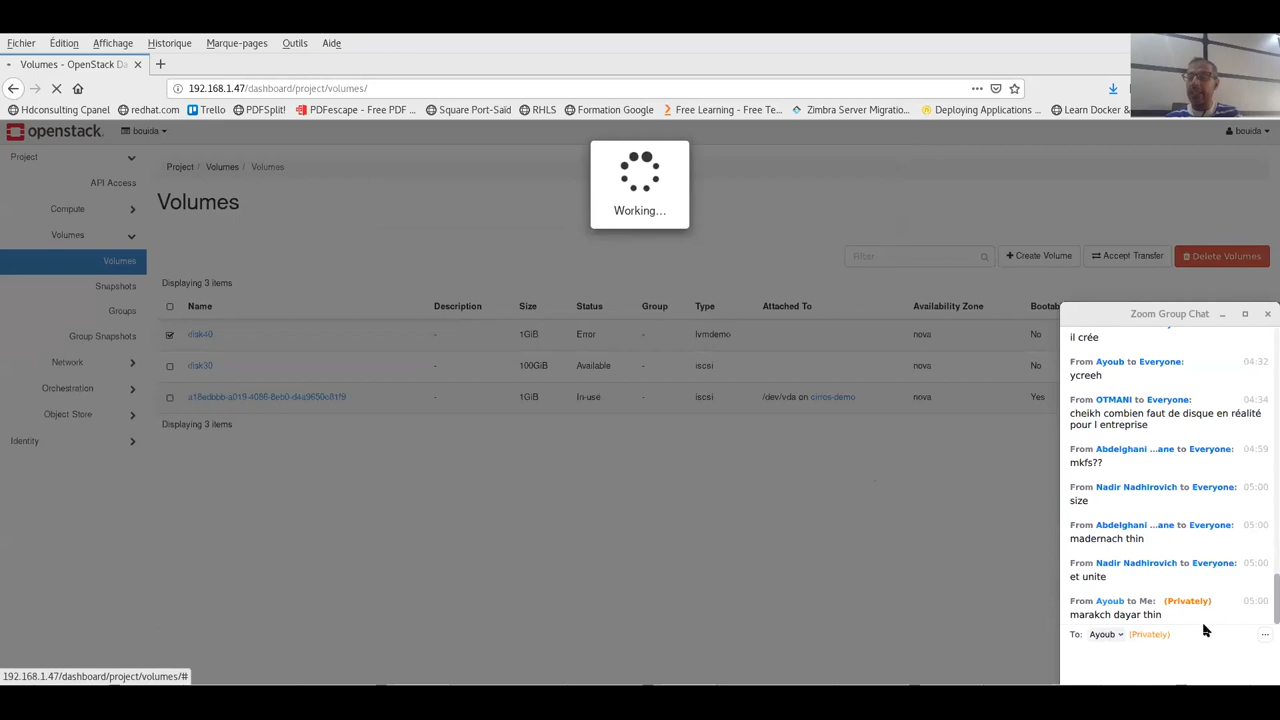 Fichier Édition Affichage Historique Marque-pages Outils Aide
Volumes - OpenStack Da
192.168.1.47/dashboard/project/volumes/
Hdconsulting Cpanel redhat.com Trello PDFSplit! PDFescape - Free PDF ... Square Port-Saïd RHLS Formation Google Free Learning - Free Te... Zimbra Server Migratio... Deploying Applications ... Learn Docker &
openstack. bouida bouida
Project
API Access
Compute
Volumes
Volumes
Snapshots
Groups
Group Snapshots
Network
Orchestration
Object Store
Identity
Project / Volumes / Volumes
Volumes
Working...
Filter + Create Volume Accept Transfer Delete Volumes
Displaying 3 items
Name Description Size Status Group Type Attached To Availability Zone Bootab
disk40 - 1GiB Error - lvmdemo nova No
disk30 - 100GiB Available - iscsi nova No
- 1GiB In-use - iscsi /dev/vda on cirros-demo nova Yes
Displaying 3 items
Zoom Group Chat
il crée
From Ayoub to Everyone: 04:32
ycreeh
From OTMANI to Everyone: 04:34
cheikh combien faut de disque en réalité
pour l entreprise
From Abdelghani ...ane to Everyone: 04:59
mkfs??
From Nadir Nadhirovich to Everyone: 05:00
size
From Abdelghani ...ane to Everyone: 05:00
madernach thin
From Nadir Nadhirovich to Everyone: 05:00
et unite
From Ayoub to Me: (Privately) 05:00
marakch dayar thin
To: Ayoub (Privately) ...
192.168.1.47/dashboard/project/volumes/#